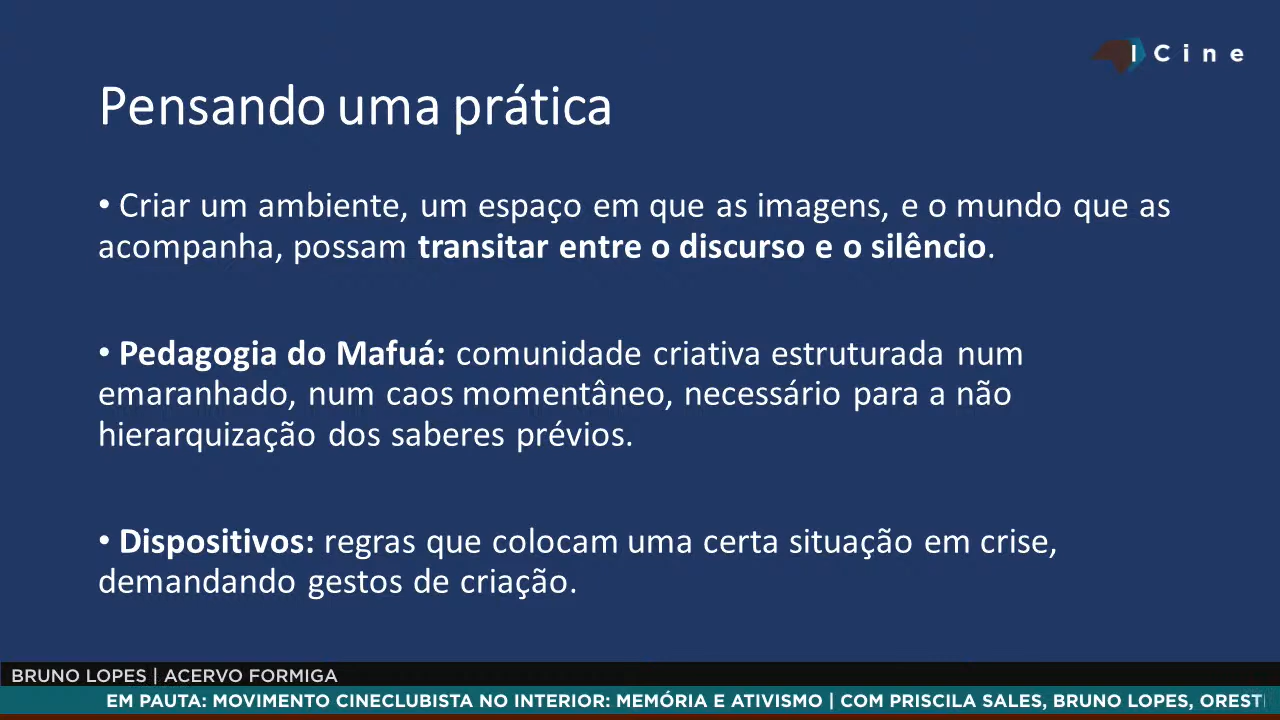 ICine
Pensando uma prática
• Criar um ambiente, um espaço em que as imagens, e o mundo que as
acompanha, possam transitar entre o discurso e o silêncio.
• Pedagogia do Mafuá: comunidade criativa estruturada num
emaranhado, num caos momentâneo, necessário para a não
hierarquização dos saberes prévios.
• Dispositivos: regras que colocam uma certa situação em crise,
demandando gestos de criação.
BRUNO LOPES | ACERVO FORMIGA
EM PAUTA: MOVIMENTO CINECLUBISTA NO INTERIOR: MEMÓRIA E ATIVISMO | COM PRISCILA SALES, BRUNO LOPES, OREST